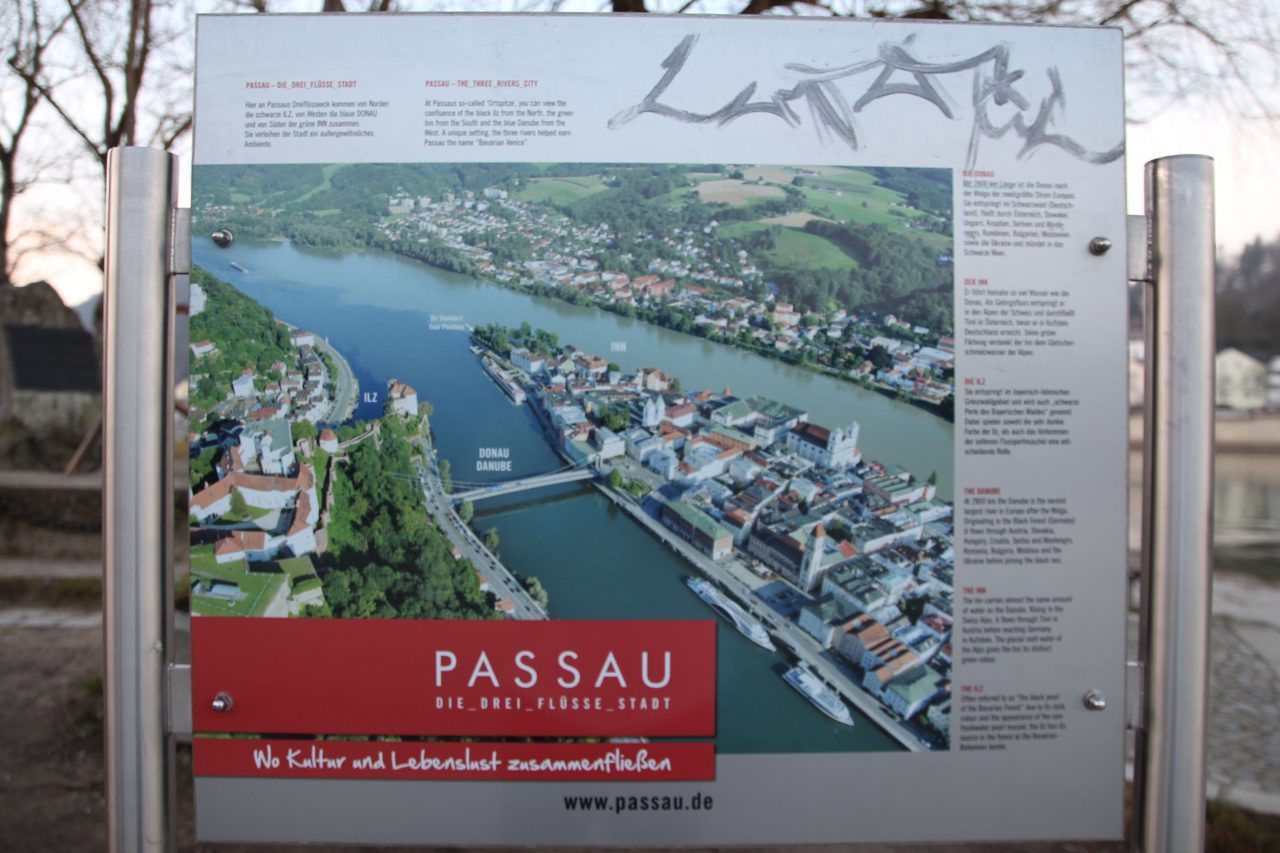 PASSAU – DIE_DREI_FLÜSSE_STADT
Hier an Passaus Dreiflüsseeck kommen von Norden
die schwarze ILZ, von Westen die blaue DONAU
und von Süden der grüne INN zusammen.
Sie verleihen der Stadt ein außergewöhnliches
Ambiente.
PASSAU – THE_THREE_RIVERS_CITY
At Passaus so-called 'Ortspitze', you can view the
confluence of the black Ilz from the North, the green
Inn from the South and the blue Danube from the
West. A unique setting, the three rivers helped earn
Passau the name "Bavarian Venice".
Ihr Standort
Your Position
INN
ILZ
DONAU
DANUBE
DIE DONAU
Mit 2800 km Länge ist die Donau nach
der Wolga der zweitgrößte Strom Europas.
Sie entspringt im Schwarzwald (Deutsch-
land), fließt durch Österreich, Slowakei,
Ungarn, Kroatien, Serbien und Monte-
negro, Rumänien, Bulgarien, Moldawien
sowie die Ukraine und mündet in das
Schwarze Meer.
DER INN
Er führt beinahe so viel Wasser wie die
Donau. Als Gebirgsfluss entspringt er
in den Alpen der Schweiz und durchfließt
Tirol in Österreich, bevor er in Kufstein
Deutschland erreicht. Seine grüne
Färbung verdankt der Inn dem Gletscher-
schmelzwasser der Alpen.
DIE ILZ
Sie entspringt im bayerisch-böhmischen
Grenzwaldgebiet und wird auch „schwarze
Perle des Bayerischen Waldes" genannt.
Dabei spielen sowohl die sehr dunkle
Farbe der Ilz, als auch das Vorkommen
der seltenen Flussperlmuschel eine ent-
scheidende Rolle.
THE DANUBE
At 2800 km the Danube is the second
largest river in Europe after the Wolga.
Originating in the Black Forest (Germany)
it flows through Austria, Slovakia,
Hungary, Croatia, Serbia and Montenegro,
Romania, Bulgaria, Moldova and the
Ukraine before joining the black sea.
THE INN
The Inn carries almost the same amount
of water as the Danube. Rising in the
Swiss Alps, it flows through Tirol in
Austria before reaching Germany
in Kufstein. The glacial melt water of
the Alps gives the Inn its distinct
green colour.
THE ILZ
Often referred to as "the black pearl
of the Bavarian Forest" due to its dark
colour and the appearance of the rare
freshwater pearl mussel, the Ilz has its
source in the forest at the Bavarian-
Bohemian border.
PASSAU
DIE_DREI_FLÜSSE_STADT
Wo Kultur und Lebenslust zusammenfließen
www.passau.de